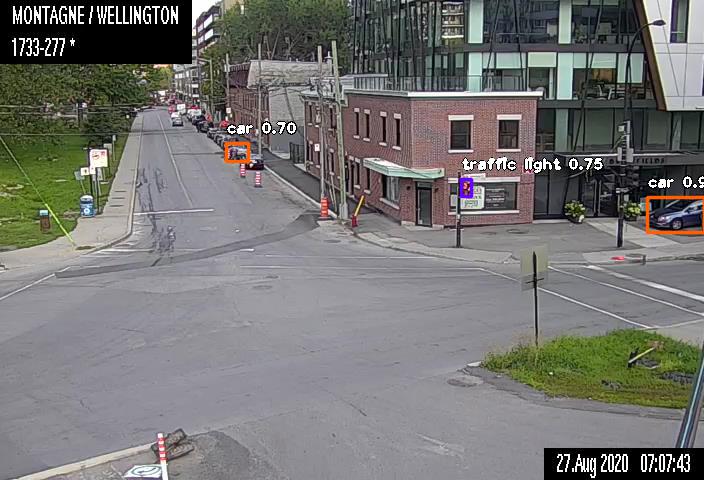 MONTAGNE / WELLINGTON
1733-277 *
car 0.70
traffic light 0.75
car 0.9
27.Aug 2020 07:07:43